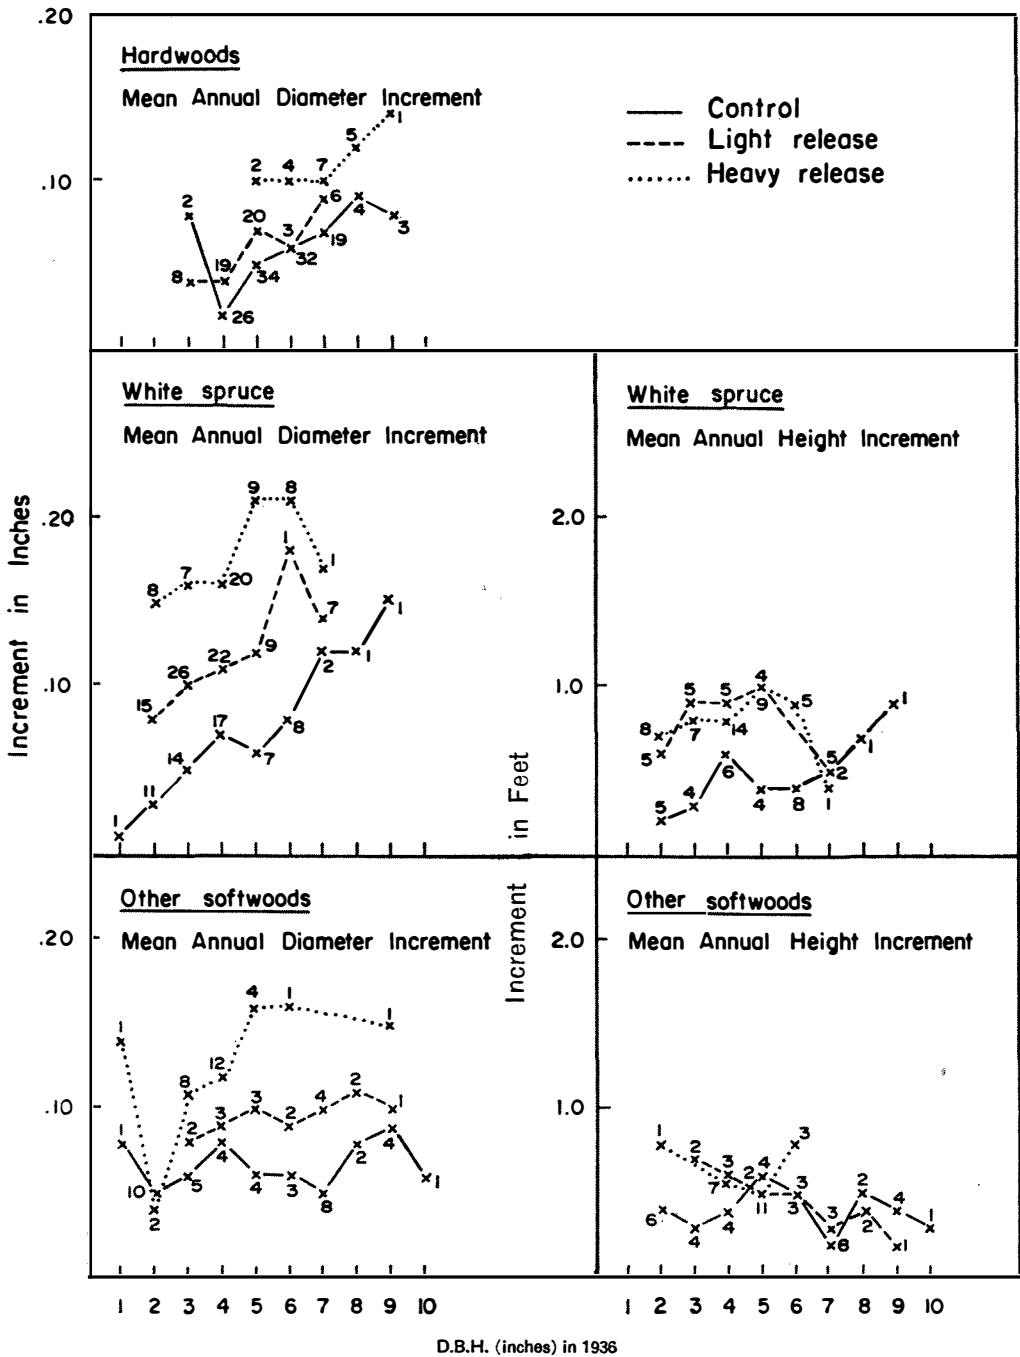 .20
Hardwoods
Mean Annual Diameter Increment
Control
Light release
Heavy release
1
5
2 4 7
.10
6
2
20 3
19
4
3
32
8 19
34
26
White spruce
Mean Annual Diameter Increment
White spruce
Mean Annual Height Increment
Increment in Inches
.20
9 8
1
1
8 7 20
7
1
26 22 9
15
2 1
.10
17
8
14 7
11
1
2.0
1.0
5 5 4 5 1
8 7 14 9
5
5 2 1
6
4 4 8 1
5
in Feet
Increment
Other softwoods
Mean Annual Diameter Increment
Other softwoods
Mean Annual Height Increment
.20
4 1 1
1
12
8
.10
3 4 2 1
1 2 3 2
4 2 4
10 5 4 3 8 1
2
2.0
1.0
1 2 3 4 3
7 2
11 3 3 2 4 1
6 4 4 8 2 1
1 2 3 4 5 6 7 8 9 10
1 2 3 4 5 6 7 8 9 10
D.B.H. (inches) in 1936